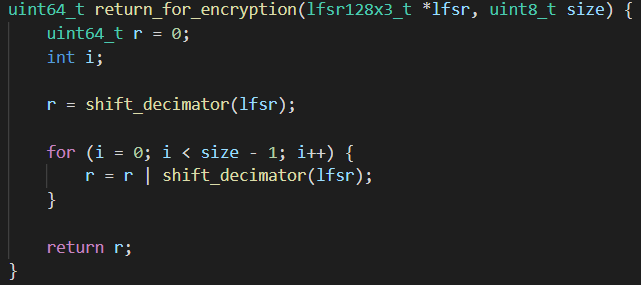 uint64_t return_for_encryption(lfsr128x3_t *lfsr, uint8_t size) {
    uint64_t r = 0;
    int i;

    r = shift_decimator(lfsr);

    for (i = 0; i < size - 1; i++) {
        r = r | shift_decimator(lfsr);
    }

    return r;
}